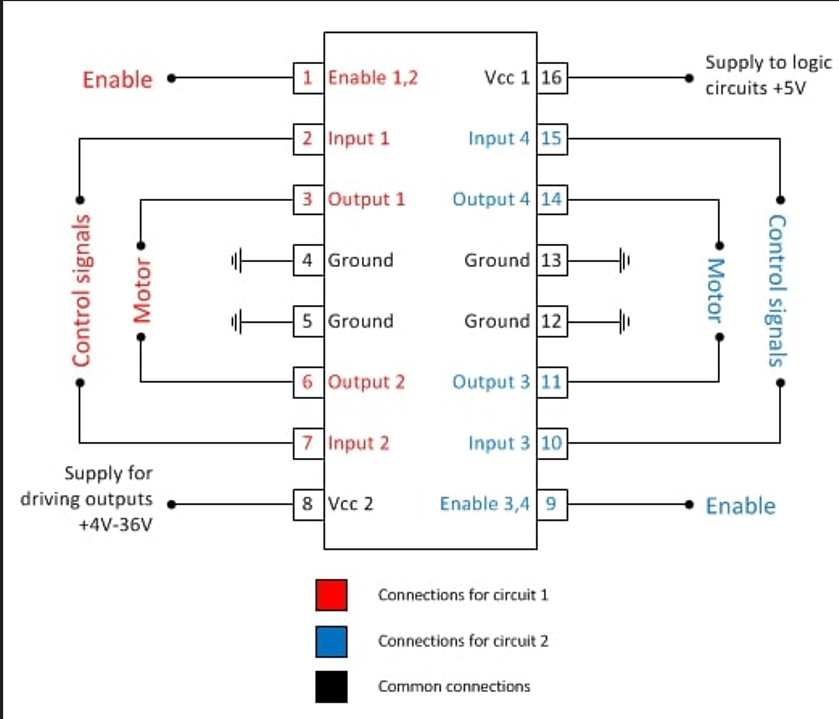 Enable
1 Enable 1,2
Vcc 1 16
Supply to logic
circuits +5V
2 Input 1
Input 4 15
3 Output 1
Output 4 14
Control signals
Motor
4 Ground
Ground 13
Motor
Control signals
5 Ground
Ground 12
6 Output 2
Output 3 11
7 Input 2
Input 3 10
Supply for
driving outputs
+4V-36V
8 Vcc 2
Enable 3,4 9
Enable
Connections for circuit 1
Connections for circuit 2
Common connections